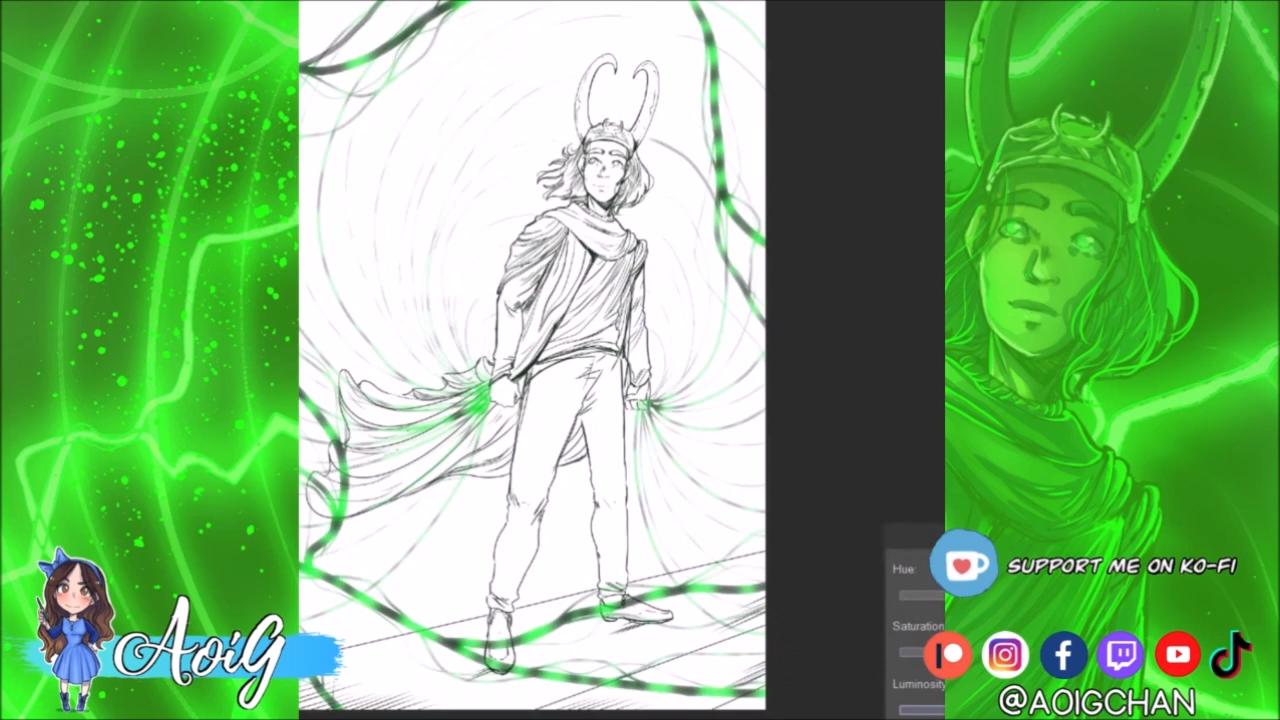 Hue:
SUPPORT ME ON KO-FI
Saturation
AoiG
Luminosity
@AOIGCHAN